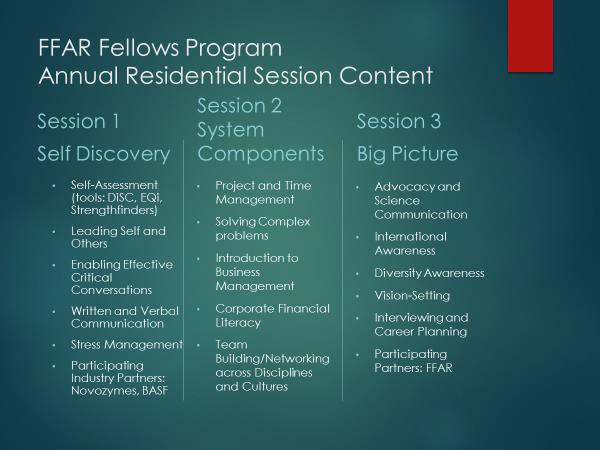 FFAR Fellows Program
Annual Residential Session Content
Session 1
Self Discovery
Self-Assessment
(tools: DiSC, EQi,
Strengthfinders)
Leading Self and
Others
Enabling Effective
Critical
Conversations
Written and Verbal
Communication
Stress Management
Participating
Industry Partners:
Novozymes, BASF
Session 2
System
Components
Project and Time
Management
Solving Complex
problems
Introduction to
Business
Management
Corporate Financial
Literacy
Team
Building/Networking
across Disciplines
and Cultures
Session 3
Big Picture
Advocacy and
Science
Communication
International
Awareness
Diversity Awareness
Vision-Setting
Interviewing and
Career Planning
Participating
Partners: FFAR